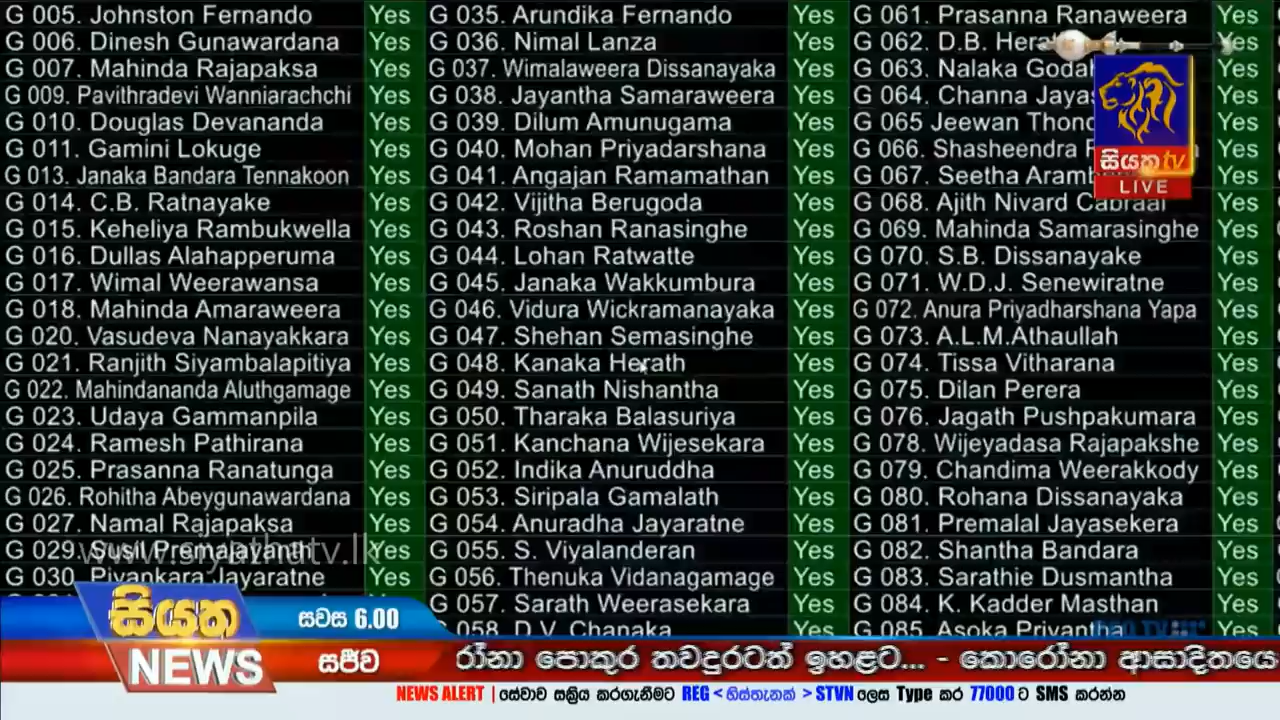 G 005. Johnston Fernando Yes
G 006. Dinesh Gunawardana Yes
G 007. Mahinda Rajapaksa Yes
G 009. Pavithradevi Wanniarachchi Yes
G 010. Douglas Devananda Yes
G 011. Gamini Lokuge Yes
G 013. Janaka Bandara Tennakoon Yes
G 014. C.B. Ratnayake Yes
G 015. Keheliya Rambukwella Yes
G 016. Dullas Alahapperuma Yes
G 017. Wimal Weerawansa Yes
G 018. Mahinda Amaraweera Yes
G 020. Vasudeva Nanayakkara Yes
G 021. Ranjith Siyambalapitiya Yes
G 022. Mahindananda Aluthgamage Yes
G 023. Udaya Gammanpila Yes
G 024. Ramesh Pathirana Yes
G 025. Prasanna Ranatunga Yes
G 026. Rohitha Abeygunawardana Yes
G 027. Namal Rajapaksa Yes
G 029. Susil Premajayanth Yes
G 030. Piyankara Jayaratne Yes
G 035. Arundika Fernando Yes
G 036. Nimal Lanza Yes
G 037. Wimalaweera Dissanayaka Yes
G 038. Jayantha Samaraweera Yes
G 039. Dilum Amunugama Yes
G 040. Mohan Priyadarshana Yes
G 041. Angajan Ramanathan Yes
G 042. Vijitha Berugoda Yes
G 043. Roshan Ranasinghe Yes
G 044. Lohan Ratwatte Yes
G 045. Janaka Wakkumbura Yes
G 046. Vidura Wickramanayaka Yes
G 047. Shehan Semasinghe Yes
G 048. Kanaka Herath Yes
G 049. Sanath Nishantha Yes
G 050. Tharaka Balasuriya Yes
G 051. Kanchana Wijesekara Yes
G 052. Indika Anuruddha Yes
G 053. Siripala Gamalath Yes
G 054. Anuradha Jayaratne Yes
G 055. S. Viyalanderan Yes
G 056. Thenuka Vidanagamage Yes
G 057. Sarath Weerasekara Yes
G 058. D.V. Chanaka Yes
G 061. Prasanna Ranaweera Yes
G 062. D.B. Yes
G 063. Nalaka
G 064. Channa
G 065 Jeewan
G 066. Shasheendra
G 067. Seetha
G 068. Ajith Nivard Cabraal Yes
G 069. Mahinda Samarasinghe Yes
G 070. S.B. Dissanayake Yes
G 071. W.D.J. Senewiratne Yes
G 072. Anura Priyadharshana Yapa Yes
G 073. A.L.M.Athaullah Yes
G 074. Tissa Vitharana Yes
G 075. Dilan Perera Yes
G 076. Jagath Pushpakumara Yes
G 078. Wijeyadasa Rajapakshe Yes
G 079. Chandima Weerakkody Yes
G 080. Rohana Dissanayaka Yes
G 081. Premalal Jayasekera Yes
G 082. Shantha Bandara Yes
G 083. Sarathie Dusmantha Yes
G 084. K. Kadder Masthan Yes
G 085. Asoka Priyantha Yes
සියත tv
LIVE
www.siyathatv.lk
සියත
NEWS
සවස 6.00
සජීව
රෝනා පොකුර තවදුරටත් ඉහළට... - කොරෝනා ආසාදිතයෙ
NEWS ALERT | සේවාව සක්‍රිය කරගැනීමට REG < හිස්තැනක් > STVN ලෙස Type කර 77000 ට SMS කරන්න